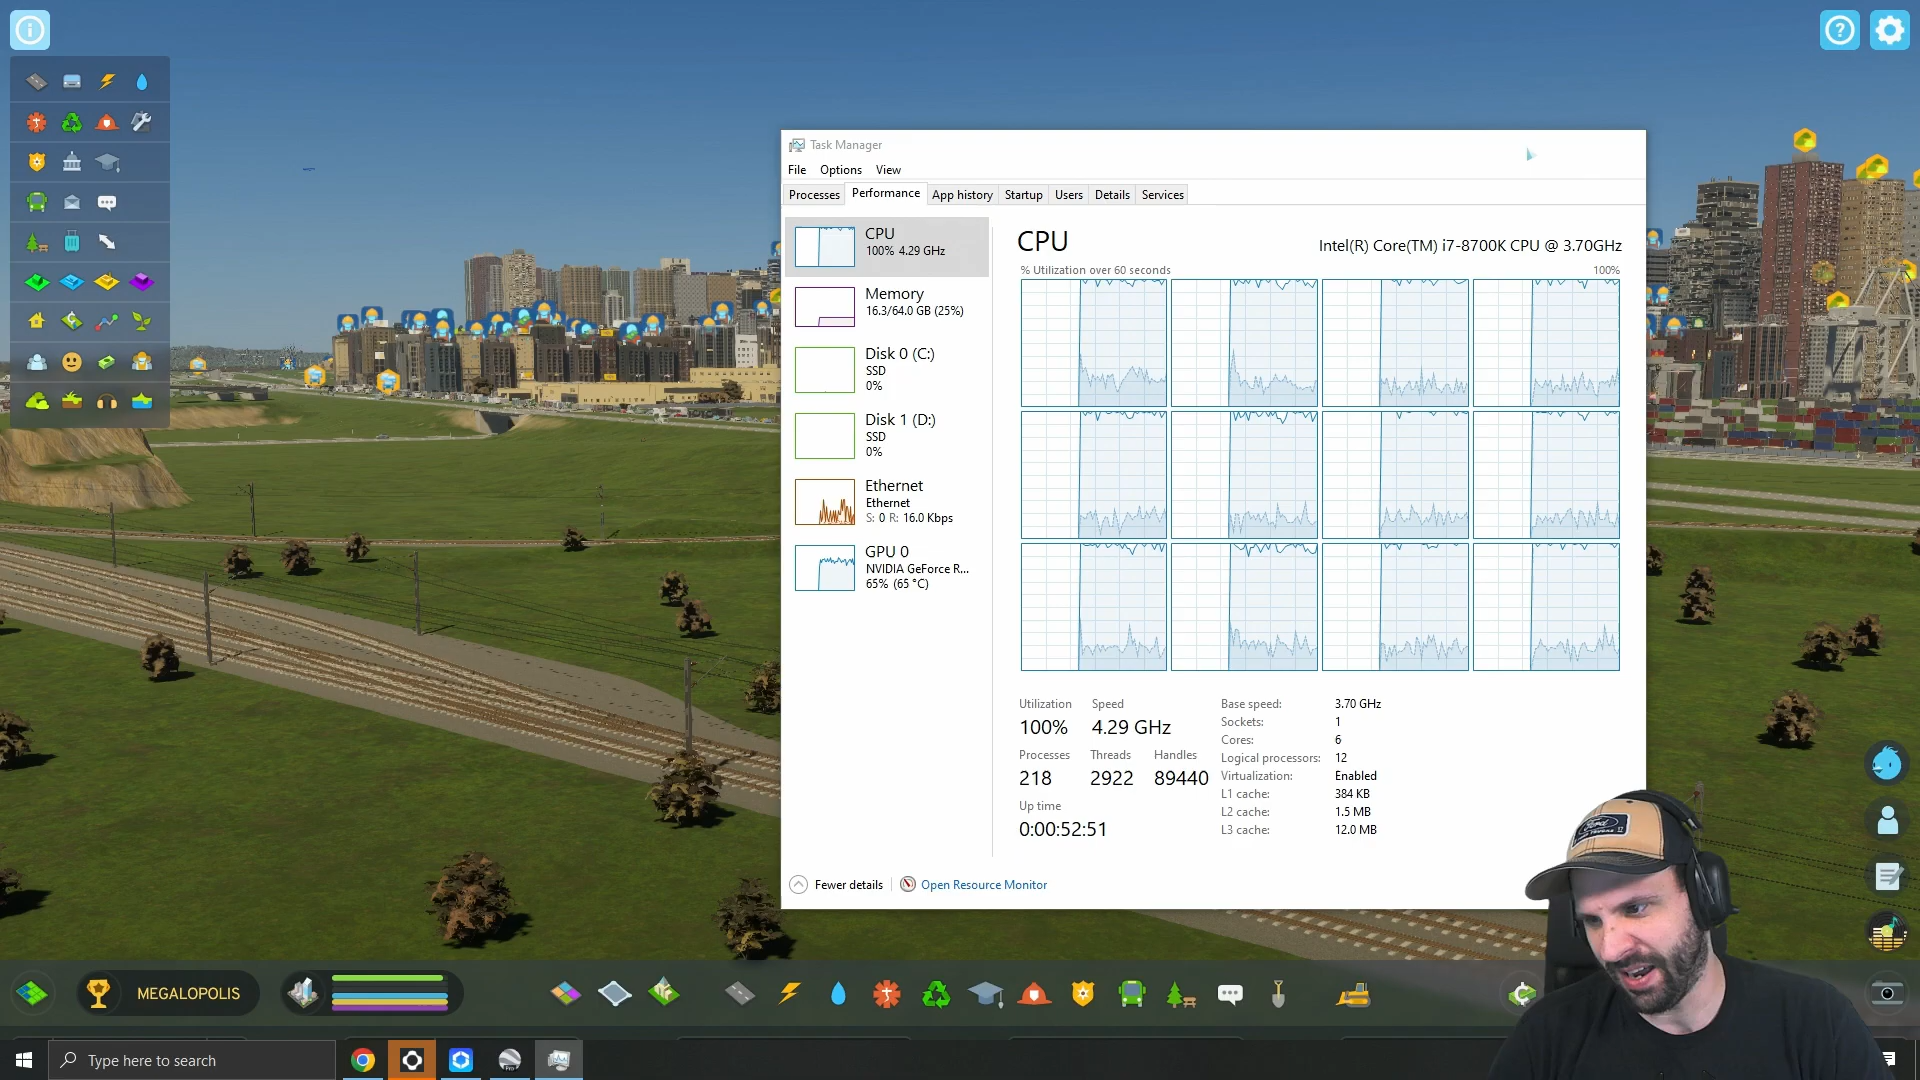 Task Manager
File Options View
Processes Performance App history Startup Users Details Services
CPU
100% 4.29 GHz
Memory
16.3/64.0 GB (25%)
Disk 0 (C:)
SSD
0%
Disk 1 (D:)
SSD
0%
Ethernet
Ethernet
S: 0 R: 16.0 Kbps
GPU 0
NVIDIA GeForce R...
65% (65 °C)
CPU
Intel(R) Core(TM) i7-8700K CPU @ 3.70GHz
% Utilization over 60 seconds
100%
Utilization Speed
100% 4.29 GHz
Processes Threads Handles
218 2922 89440
Up time
0:00:52:51
Base speed: 3.70 GHz
Sockets: 1
Cores: 6
Logical processors: 12
Virtualization: Enabled
L1 cache: 384 KB
L2 cache: 1.5 MB
L3 cache: 12.0 MB
Fewer details
Open Resource Monitor
Ford
MEGALOPOLIS
Type here to search